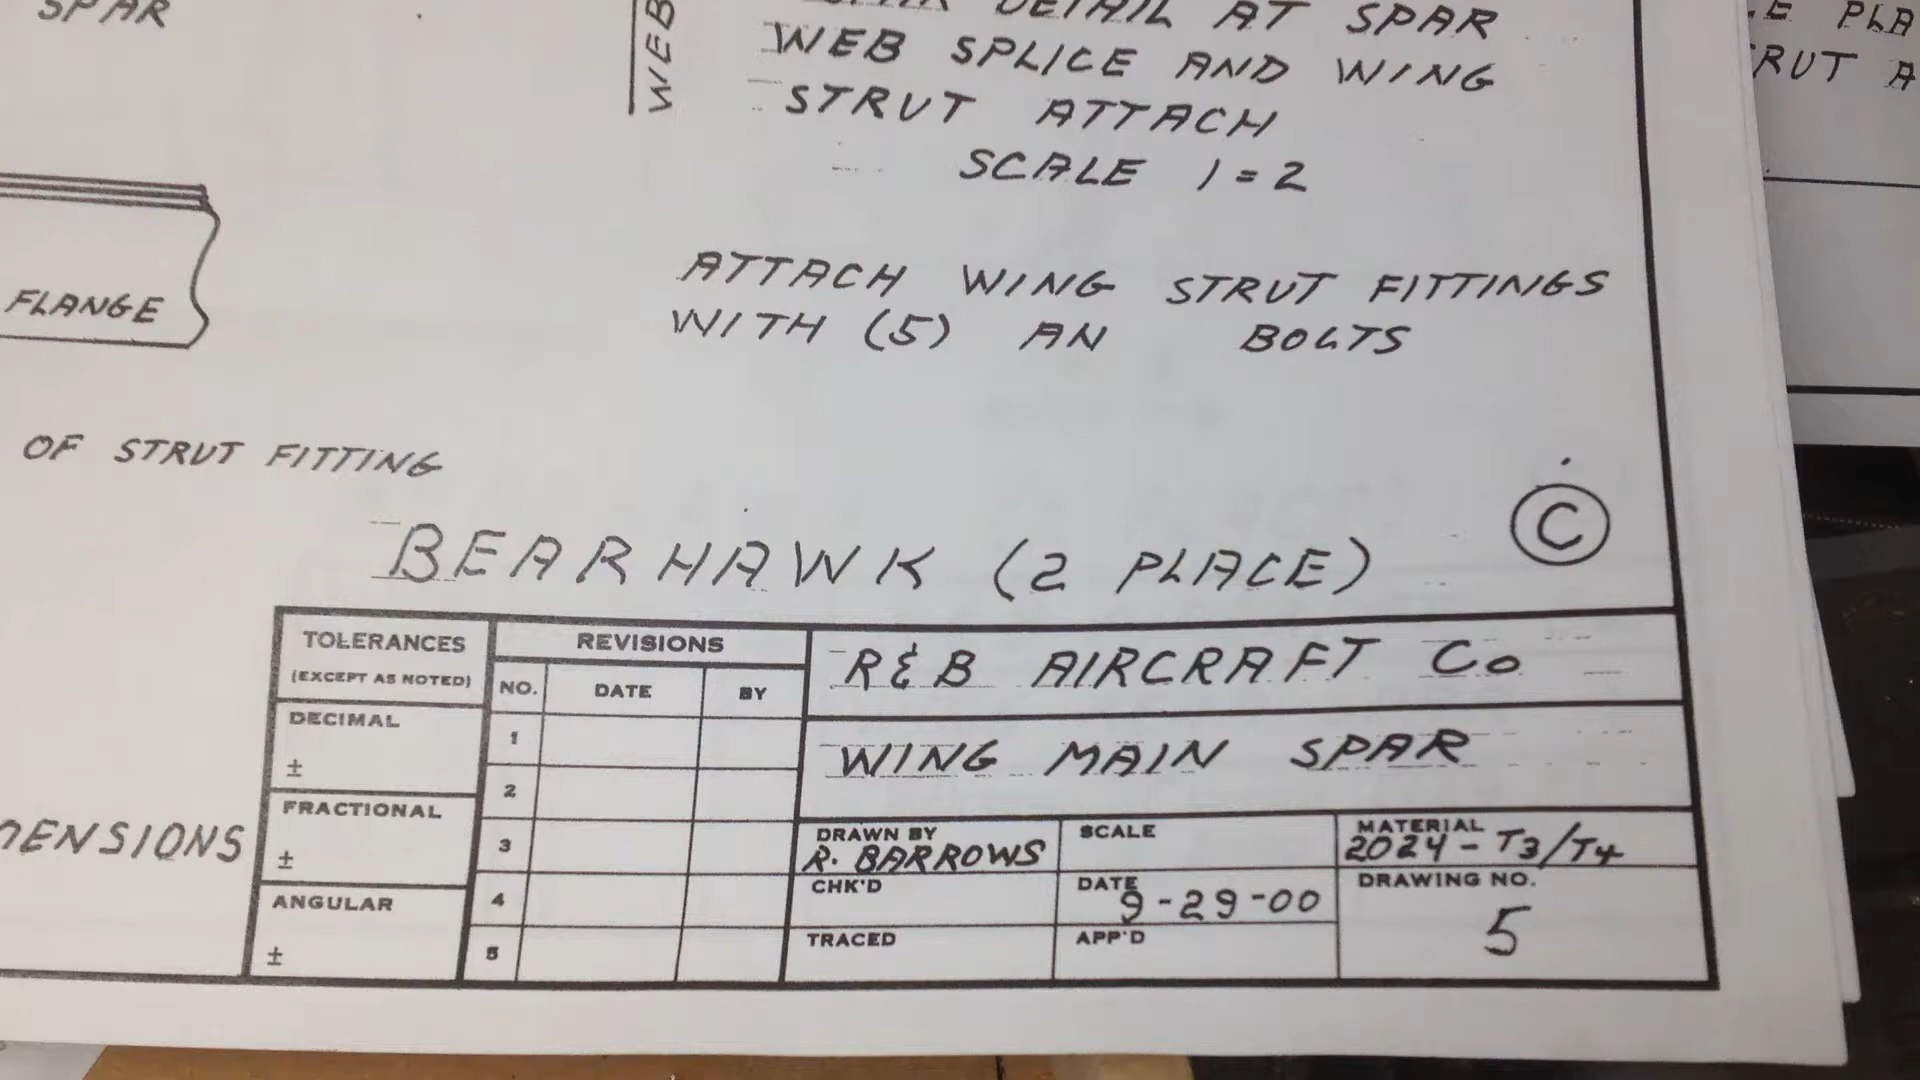 SPAR
WEB
DETAIL AT SPAR
WEB SPLICE AND WING
STRUT ATTACH
SCALE 1=2
ATTACH WING STRUT FITTINGS
WITH (5) AN BOLTS
FLANGE
OF STRUT FITTING
C
BEARHAWK (2 PLACE)
TOLERANCES
(EXCEPT AS NOTED)
DECIMAL
±
FRACTIONAL
±
ANGULAR
±
REVISIONS
NO. DATE BY
1
2
3
4
5
R&B AIRCRAFT Co
WING MAIN SPAR
DRAWN BY
R. BARROWS
SCALE
MATERIAL
2024-T3/T4
CHK'D
DATE
9-29-00
DRAWING NO.
5
TRACED
APP'D